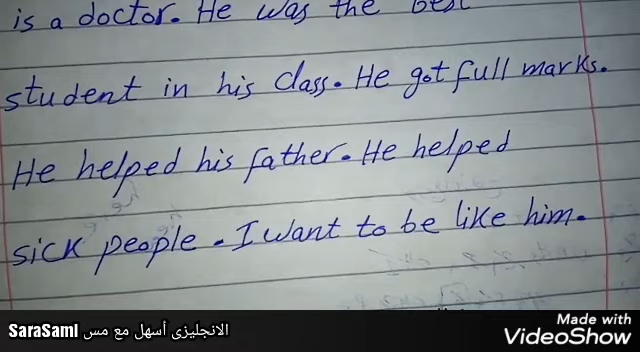 is a doctor. He was the best
student in his class. He got full marks.
He helped his father. He helped
sick people. I want to be like him.
SaraSaml الانجليزى أسهل مع مس
Made with
VideoShow